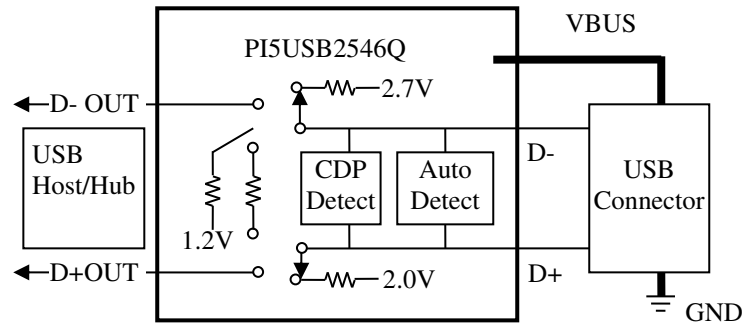 VBUS
PI5USB2546Q
2.7V
D- OUT
USB
Host/Hub
CDP
Detect
Auto
Detect
D-
USB
Connector
1.2V
D+OUT
2.0V
D+
GND